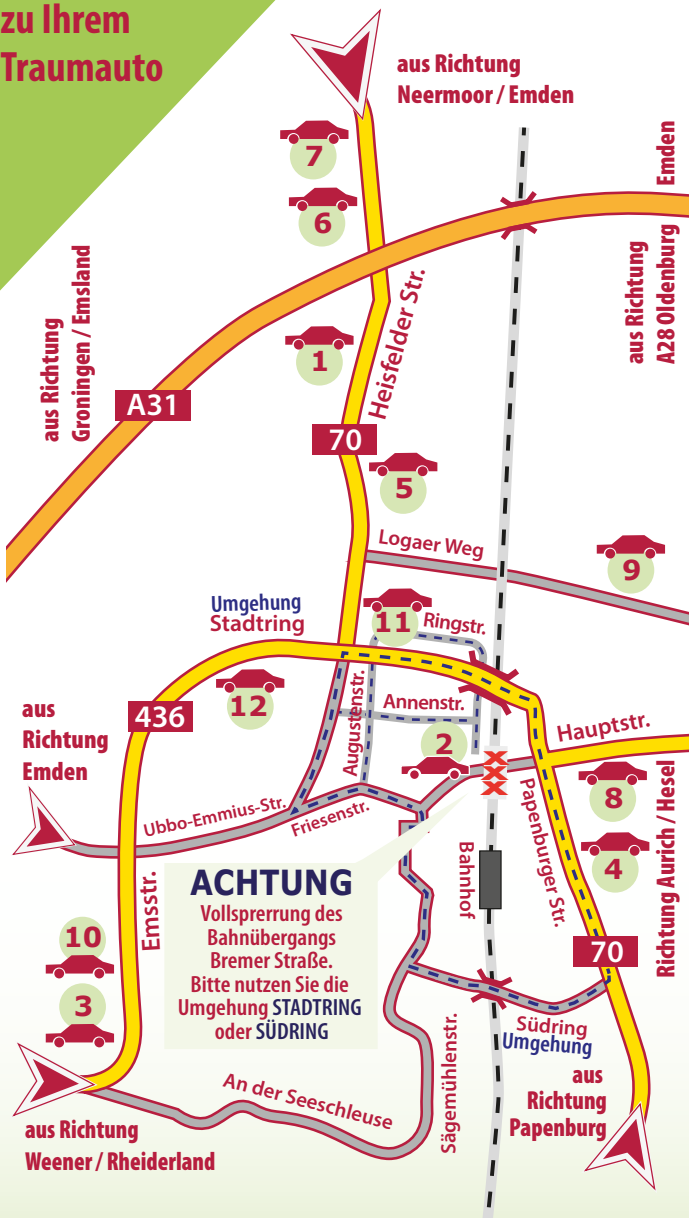 zu Ihrem
Traumauto
aus Richtung
Neermoor / Emden
7
6
Emden
aus Richtung
A28 Oldenburg
aus Richtung
Groningen / Emsland
Heisfelder Str.
1
A31
70
5
Logaer Weg
9
Umgehung
Stadtring
11
Ringstr.
12
436
Augustenstr.
Annenstr.
aus
Richtung
Emden
2
Hauptstr.
8
4
Richtung Aurich / Hesel
Papenburger Str.
Ubbo-Emmius-Str.
Friesenstr.
Bahnhof
Emsstr.
ACHTUNG
Vollsprerrung des
Bahnübergangs
Bremer Straße.
Bitte nutzen Sie die
Umgehung STADTRING
oder SÜDRING
10
3
70
Südring
Umgehung
Sägemühlenstr.
An der Seeschleuse
aus
Richtung
Papenburg
aus Richtung
Weener / Rheiderland